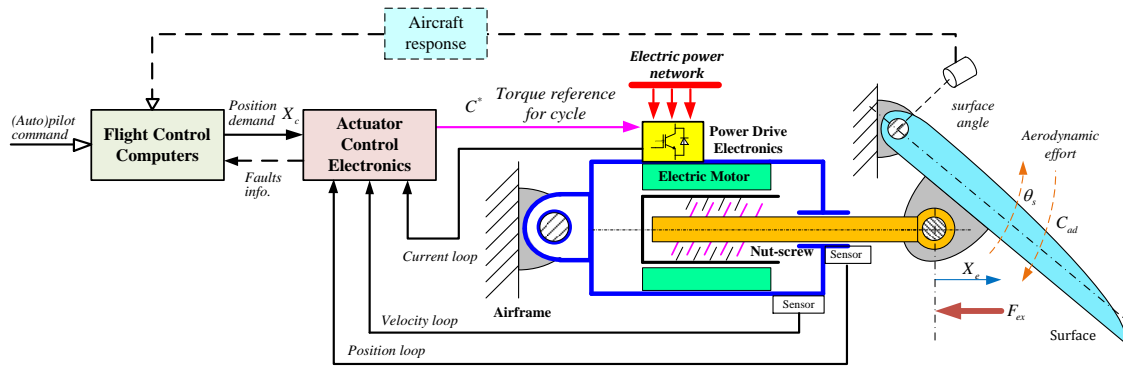 Aircraft
response
Electric power
network
(Auto)pilot
command
Flight Control
Computers
Position
demand
X_c
Faults
info.
Actuator
Control
Electronics
C*
Torque reference
for cycle
Power Drive
Electronics
Electric Motor
Nut-screw
Sensor
Sensor
Current loop
Airframe
Velocity loop
Position loop
surface
angle
Aerodynamic
effort
θ_s
C_ad
X_e
F_ex
Surface